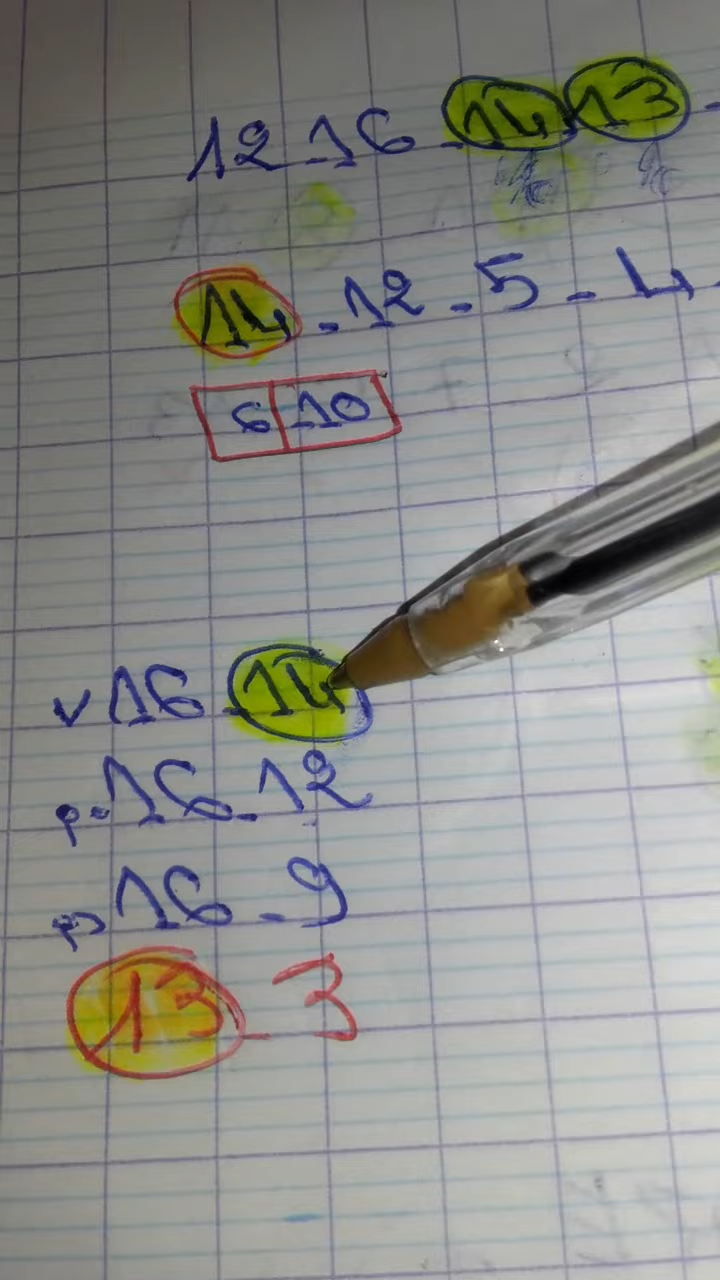 12 16 - 14 13 -
14 - 12 - 5 - 4 -
6 10
v 16 - 14
16 - 12
16 - 9
13 - 3